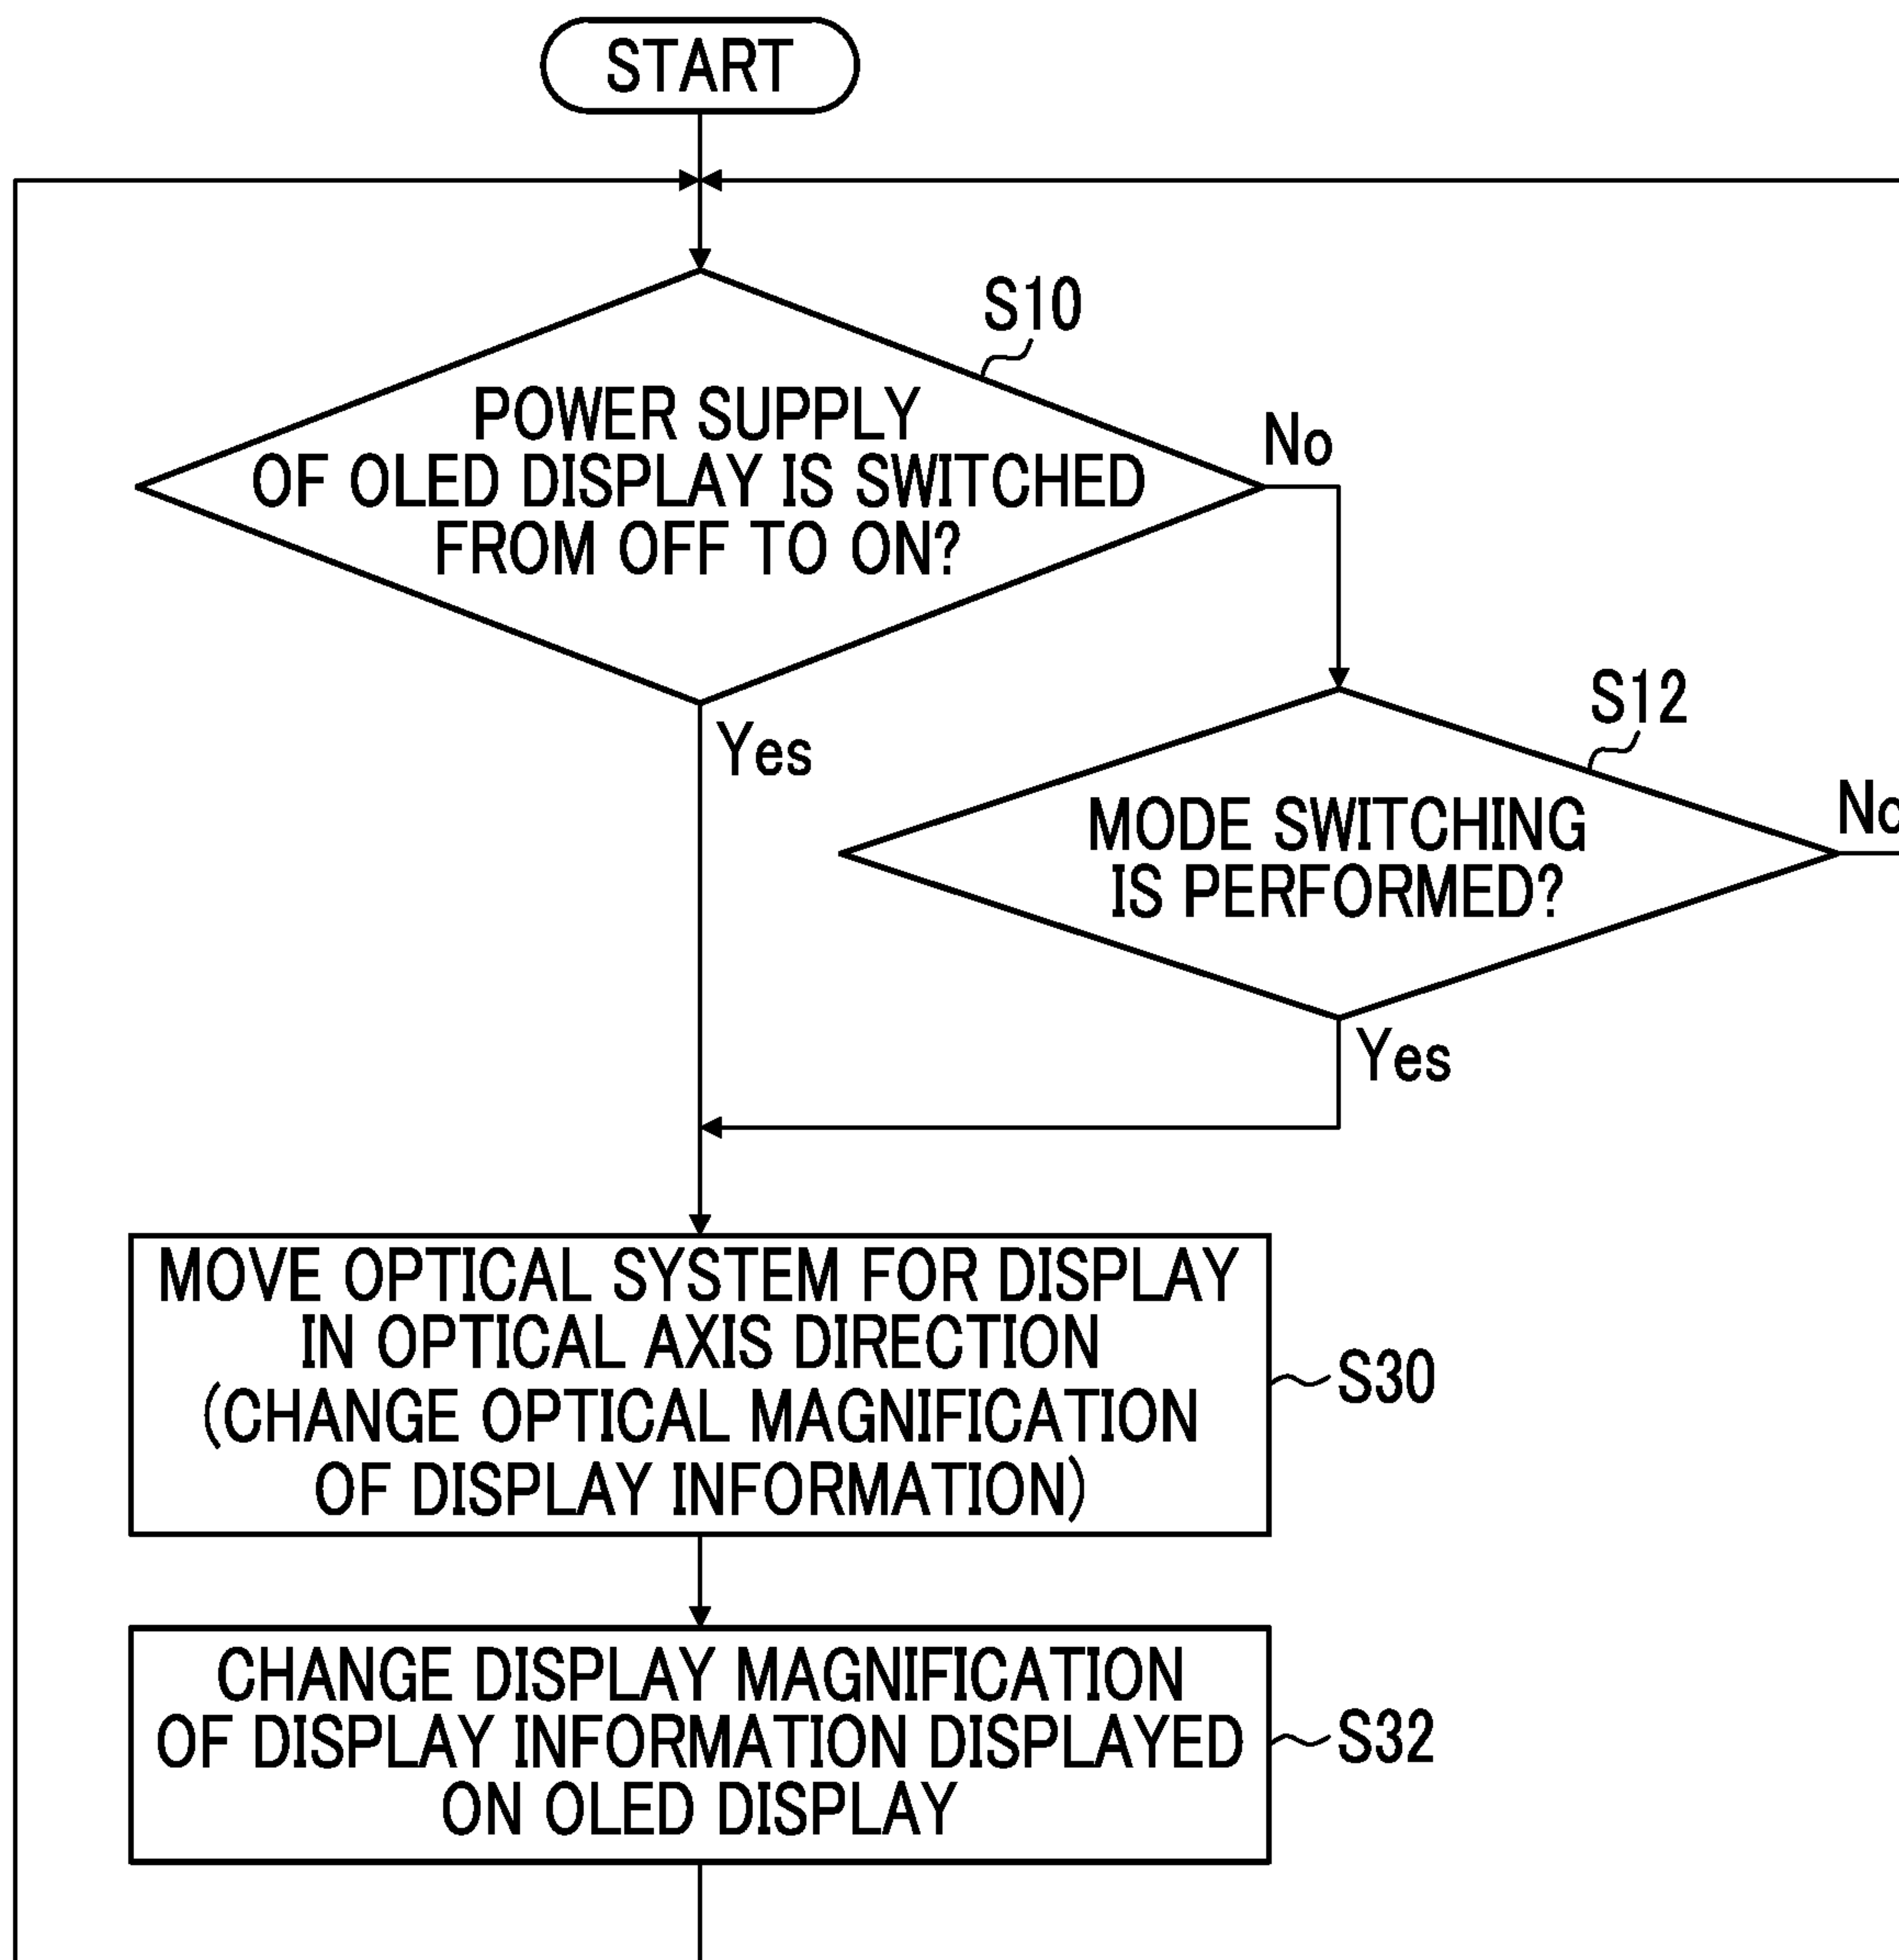 START
S10
POWER SUPPLY
OF OLED DISPLAY IS SWITCHED
FROM OFF TO ON?
No
Yes
S12
MODE SWITCHING
IS PERFORMED?
No
Yes
MOVE OPTICAL SYSTEM FOR DISPLAY
IN OPTICAL AXIS DIRECTION
(CHANGE OPTICAL MAGNIFICATION
OF DISPLAY INFORMATION)
S30
CHANGE DISPLAY MAGNIFICATION
OF DISPLAY INFORMATION DISPLAYED
ON OLED DISPLAY
S32